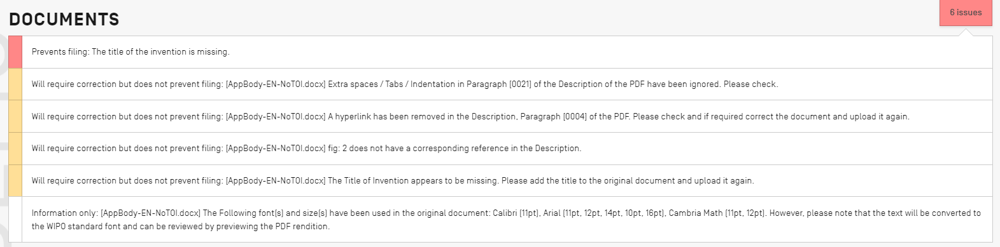 DOCUMENTS
6 issues
Prevents filing: The title of the invention is missing.
Will require correction but does not prevent filing: [AppBody-EN-NoTOI.docx] Extra spaces / Tabs / Indentation in Paragraph [0021] of the Description of the PDF have been ignored. Please check.
Will require correction but does not prevent filing: [AppBody-EN-NoTOI.docx] A hyperlink has been removed in the Description, Paragraph [0004] of the PDF. Please check and if required correct the document and upload it again.
Will require correction but does not prevent filing: [AppBody-EN-NoTOI.docx] fig: 2 does not have a corresponding reference in the Description.
Will require correction but does not prevent filing: [AppBody-EN-NoTOI.docx] The Title of Invention appears to be missing. Please add the title to the original document and upload it again.
Information only: [AppBody-EN-NoTOI.docx] The Following font(s) and size(s) have been used in the original document: Calibri (11pt), Arial (11pt, 12pt, 14pt, 10pt, 16pt), Cambria Math (11pt, 12pt). However, please note that the text will be converted to
the WIPO standard font and can be reviewed by previewing the PDF rendition.